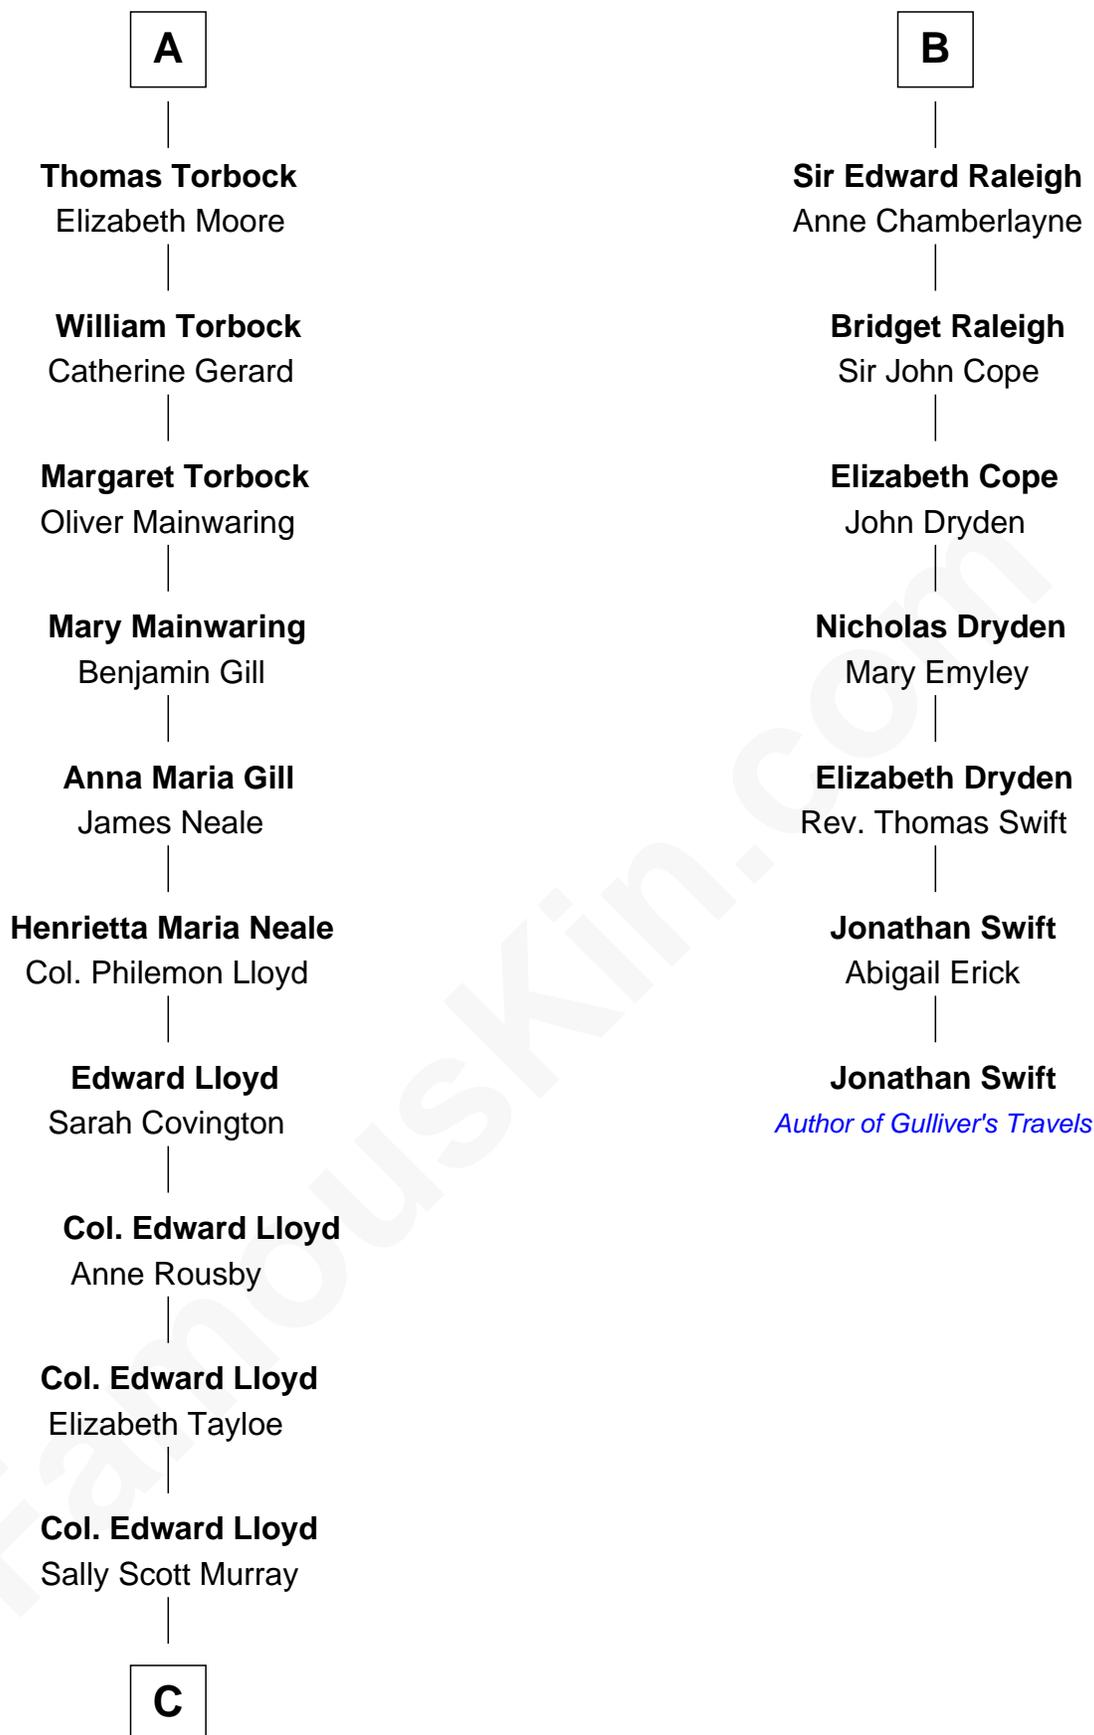 A
Thomas Torbock
Elizabeth Moore
William Torbock
Catherine Gerard
Margaret Torbock
Oliver Mainwaring
Mary Mainwaring
Benjamin Gill
Anna Maria Gill
James Neale
Henrietta Maria Neale
Col. Philemon Lloyd
Edward Lloyd
Sarah Covington
Col. Edward Lloyd
Anne Rousby
Col. Edward Lloyd
Elizabeth Tayloe
Col. Edward Lloyd
Sally Scott Murray
C
B
Sir Edward Raleigh
Anne Chamberlayne
Bridget Raleigh
Sir John Cope
Elizabeth Cope
John Dryden
Nicholas Dryden
Mary Emyley
Elizabeth Dryden
Rev. Thomas Swift
Jonathan Swift
Abigail Erick
Jonathan Swift
Author of Gulliver's Travels
FamousKin.com